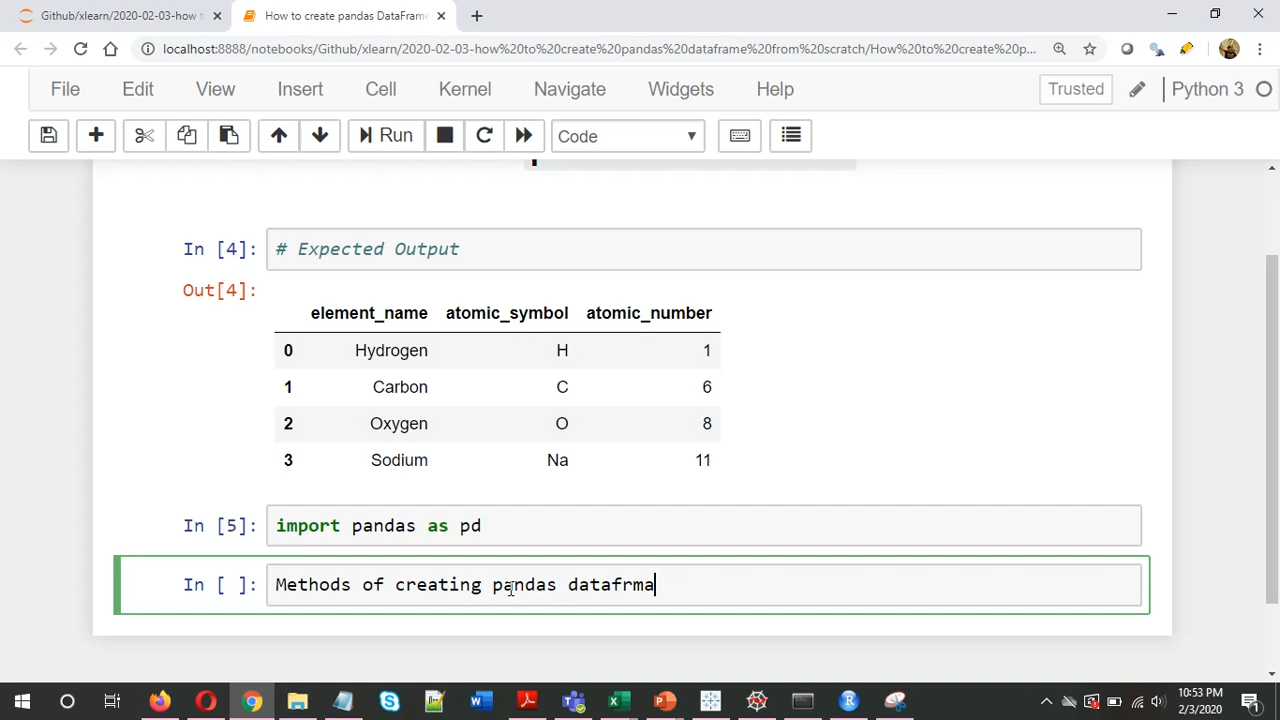 Github/xlearn/2020-02-03-how t
How to create pandas DataFrame
localhost:8888/notebooks/Github/xlearn/2020-02-03-how%20to%20create%20pandas%20dataframe%20from%20scratch/How%20to%20create%20p...
File Edit View Insert Cell Kernel Navigate Widgets Help Trusted Python 3
Run Code
In [4]: # Expected Output
Out[4]:
element_name atomic_symbol atomic_number
0 Hydrogen H 1
1 Carbon C 6
2 Oxygen O 8
3 Sodium Na 11
In [5]: import pandas as pd
In [ ]: Methods of creating pandas datafrma
10:53 PM
2/3/2020